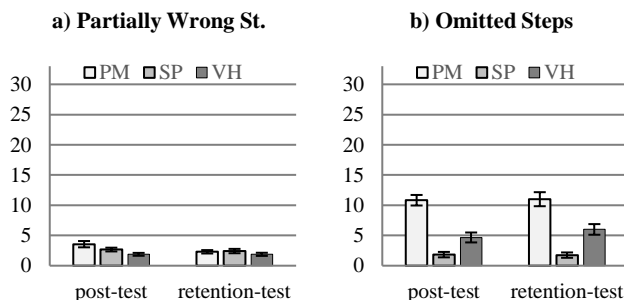 a) Partially Wrong St.
PM SP VH
30
25
20
15
10
5
0
post-test retention-test
b) Omitted Steps
PM SP VH
30
25
20
15
10
5
0
post-test retention-test